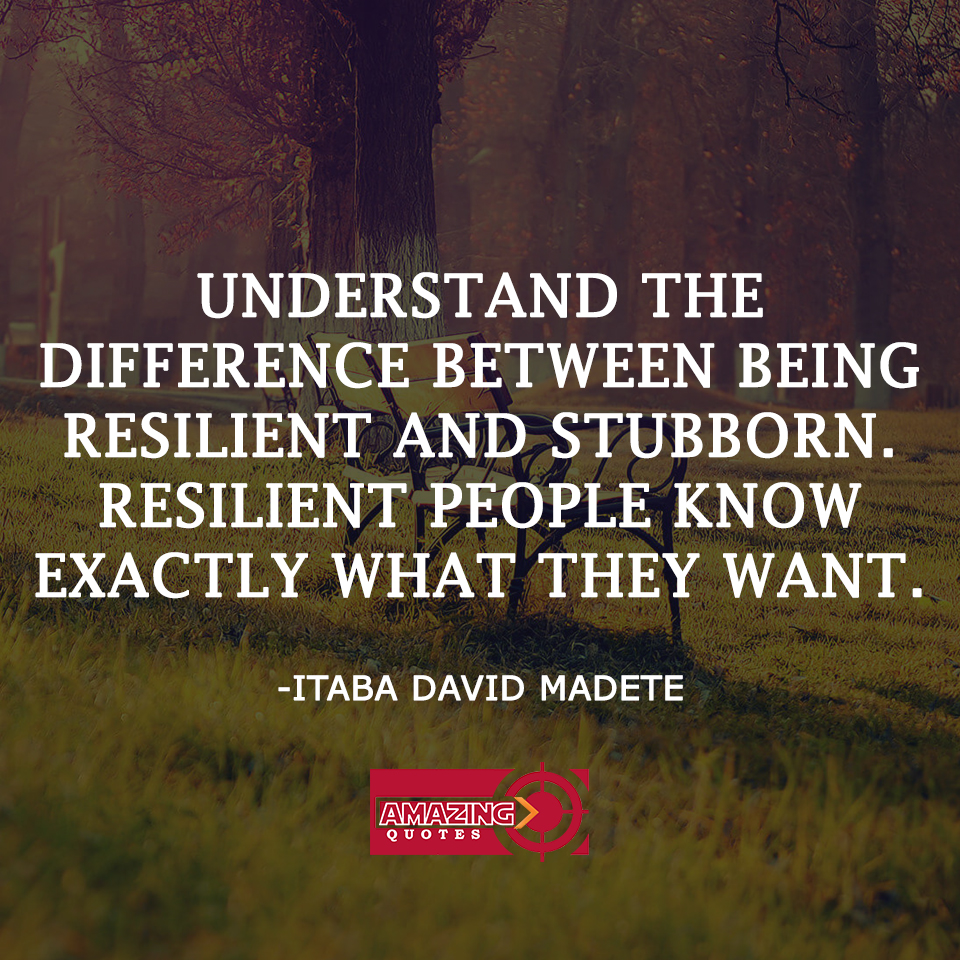 UNDERSTAND THE
DIFFERENCE BETWEEN BEING
RESILIENT AND STUBBORN.
RESILIENT PEOPLE KNOW
EXACTLY WHAT THEY WANT.
-ITABA DAVID MADETE
AMAZING
QUOTES